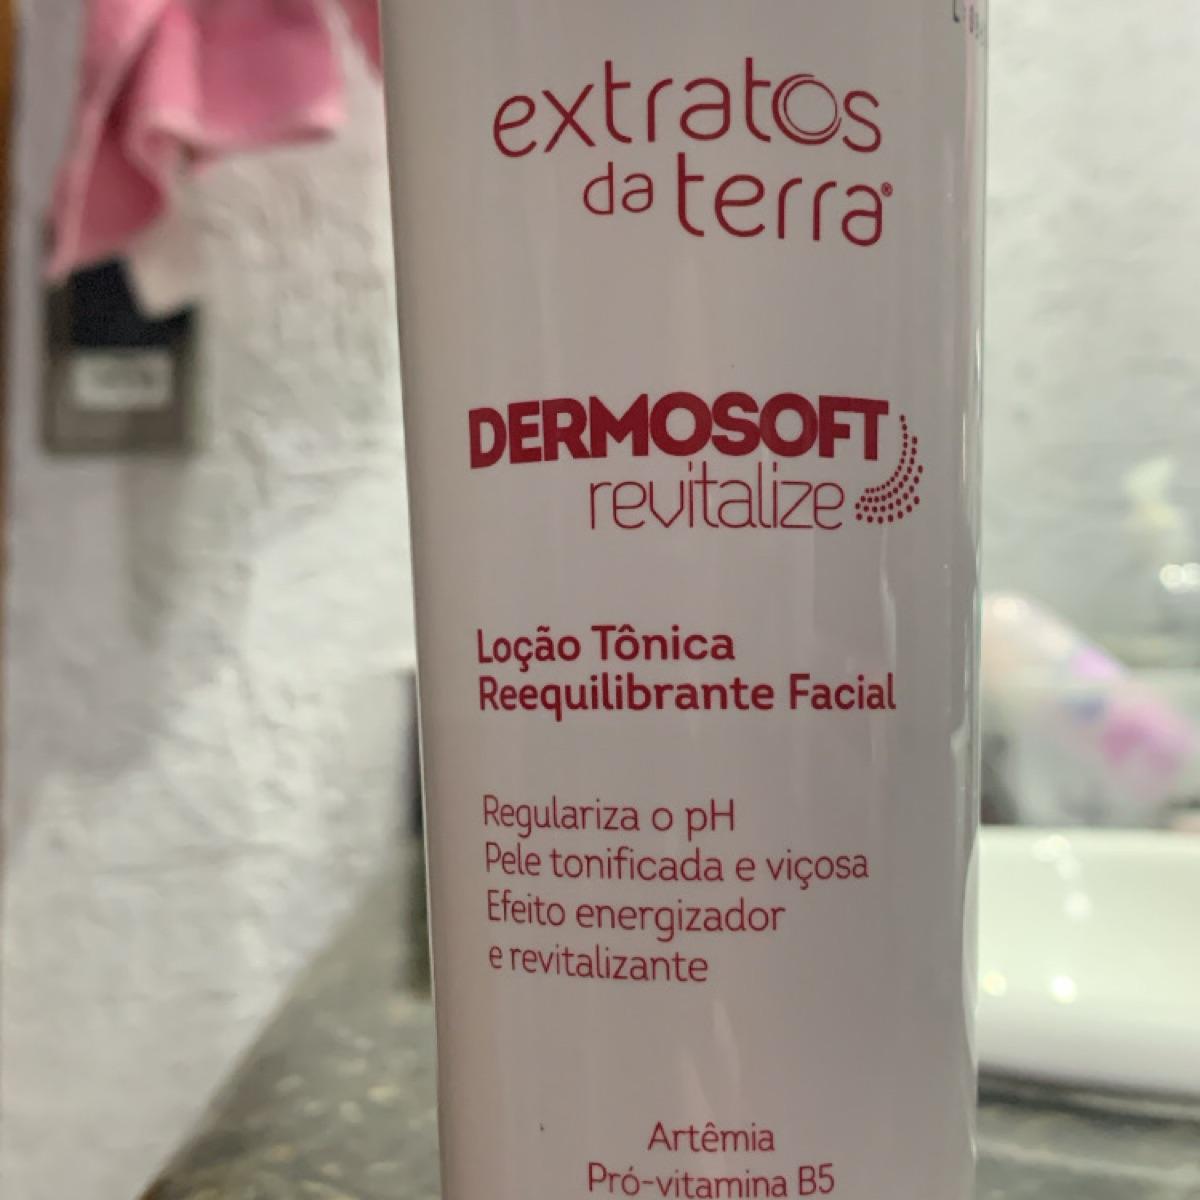 extratos
da terra®
DERMOSOFT
revitalize
Loção Tônica
Reequilibrante Facial
Regulariza o pH
Pele tonificada e viçosa
Efeito energizador
e revitalizante
Artêmia
Pró-vitamina B5